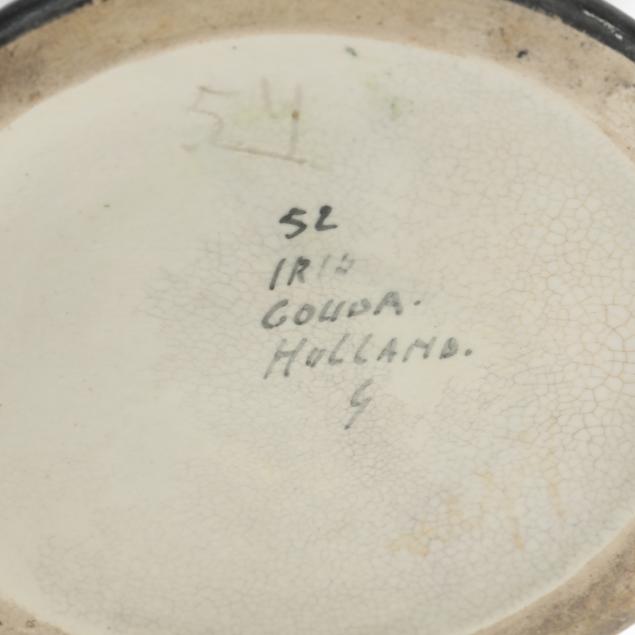 54
52
IRIS
GOUDA.
HOLLAND.
G